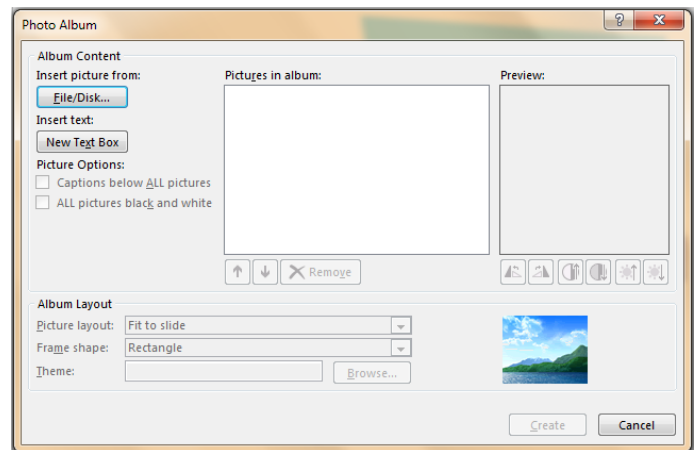 Photo Album
?
Album Content
Insert picture from:
File/Disk...
Insert text:
New Text Box
Picture Options:
Captions below ALL pictures
ALL pictures black and white
Pictures in album:
Remove
Preview:
Album Layout
Picture layout: Fit to slide
Frame shape: Rectangle
Theme: Browse...
Create Cancel